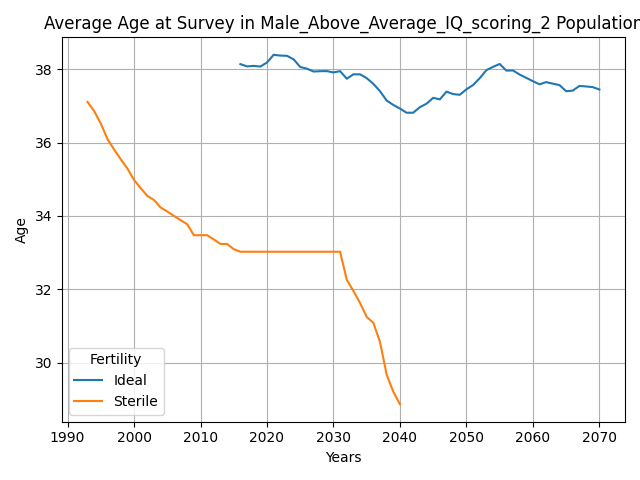 Average Age at Survey in Male_Above_Average_IQ_scoring_2 Population
38
36
34
32
30
Age
Fertility
Ideal
Sterile
1990 2000 2010 2020 2030 2040 2050 2060 2070
Years